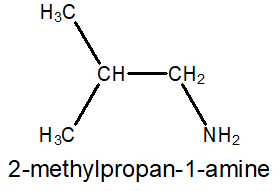 H₃C
CH
CH₂
H₃C
NH₂
2-methylpropan-1-amine